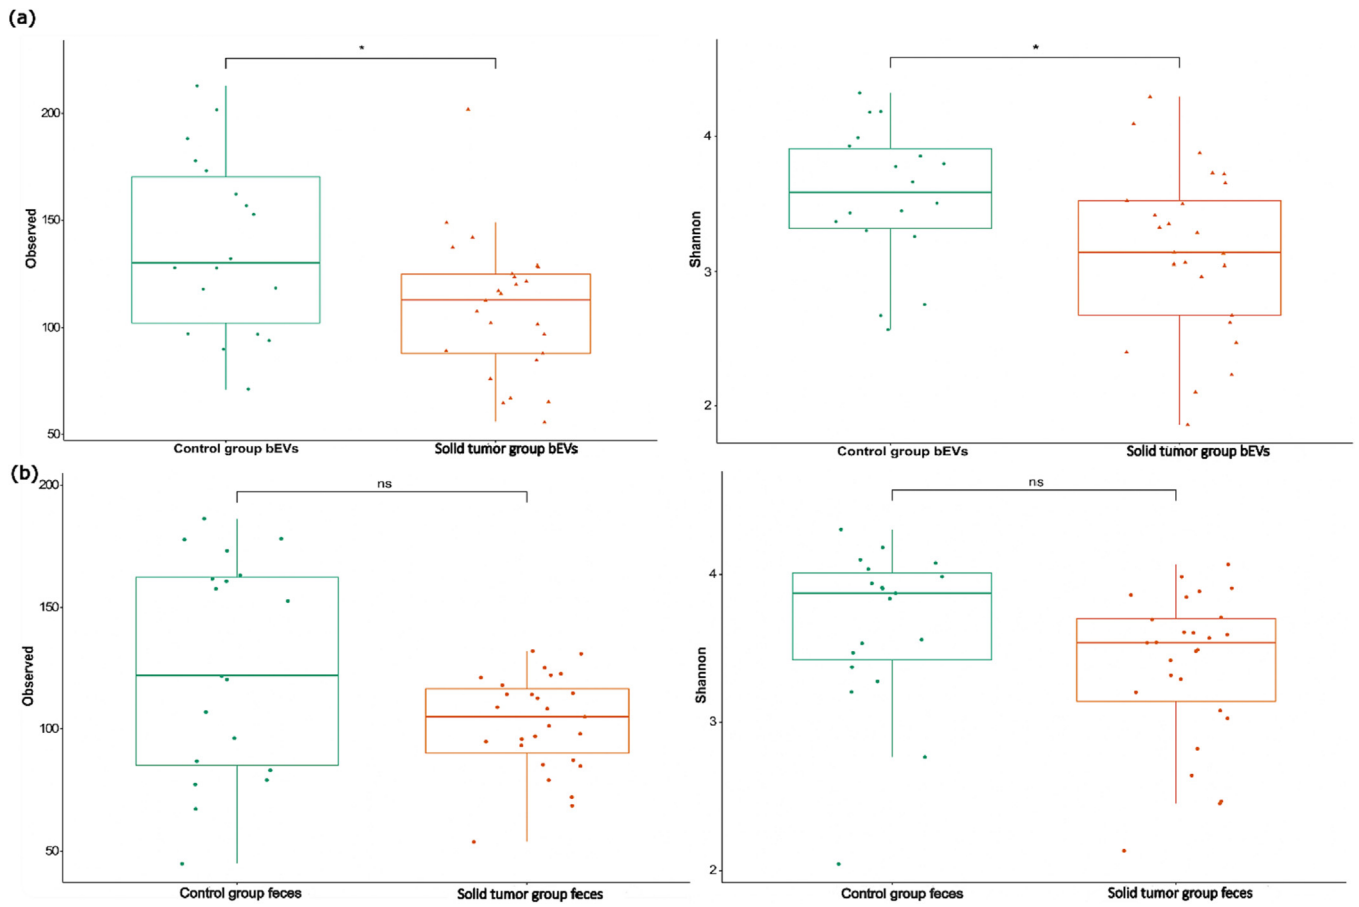 (a)
*
200
150
100
50
Observed
Control group bEVs
Solid tumor group bEVs
*
4
3
2
Shannon
Control group bEVs
Solid tumor group bEVs
(b)
ns
200
150
100
50
Observed
Control group feces
Solid tumor group feces
ns
4
3
2
Shannon
Control group feces
Solid tumor group feces